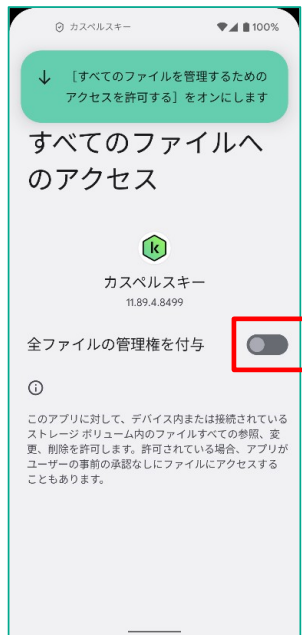 カスペルスキー 100%
↓ [すべてのファイルを管理するための
アクセスを許可する] をオンにします
すべてのファイルへ
のアクセス
カスペルスキー
11.89.4.8499
全ファイルの管理権を付与
このアプリに対して、デバイス内または接続されている
ストレージ ボリューム内のファイルすべての参照、変
更、削除を許可します。許可されている場合、アプリが
ユーザーの事前の承認なしにファイルにアクセスする
こともあります。